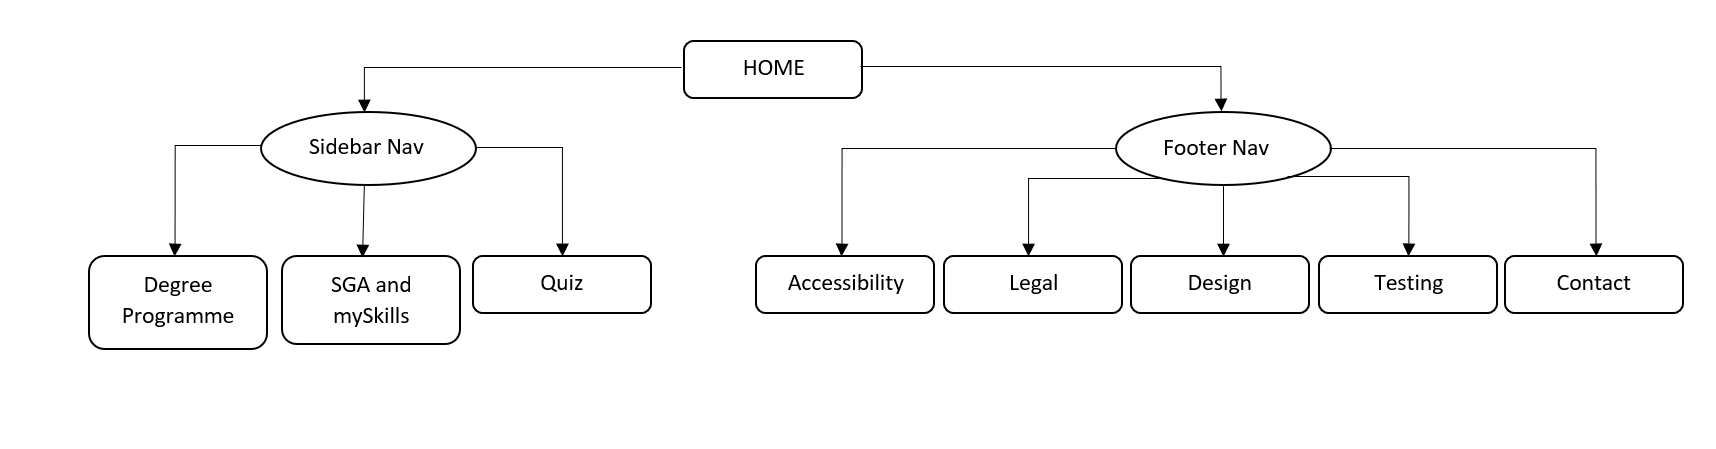 HOME
Sidebar Nav
Footer Nav
Degree
Programme
SGA and
mySkills
Quiz
Accessibility
Legal
Design
Testing
Contact